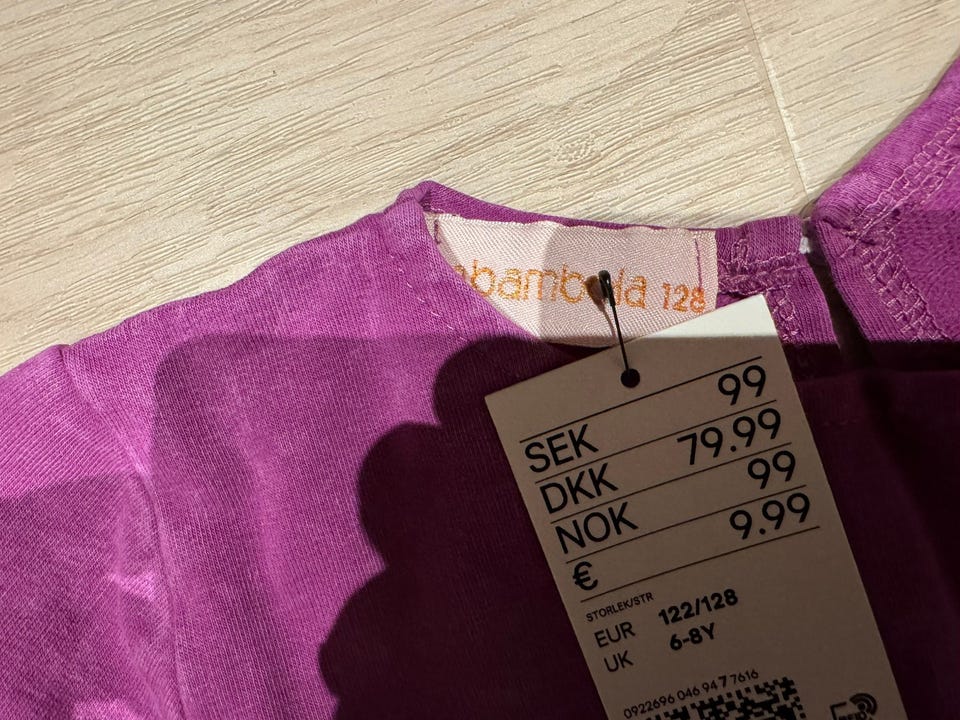 128
SEK 99
DKK 79.99
NOK 99
€ 9.99
STORLEK/STR
EUR 122/128
UK 6-8Y
0922696 046 94 7 7616